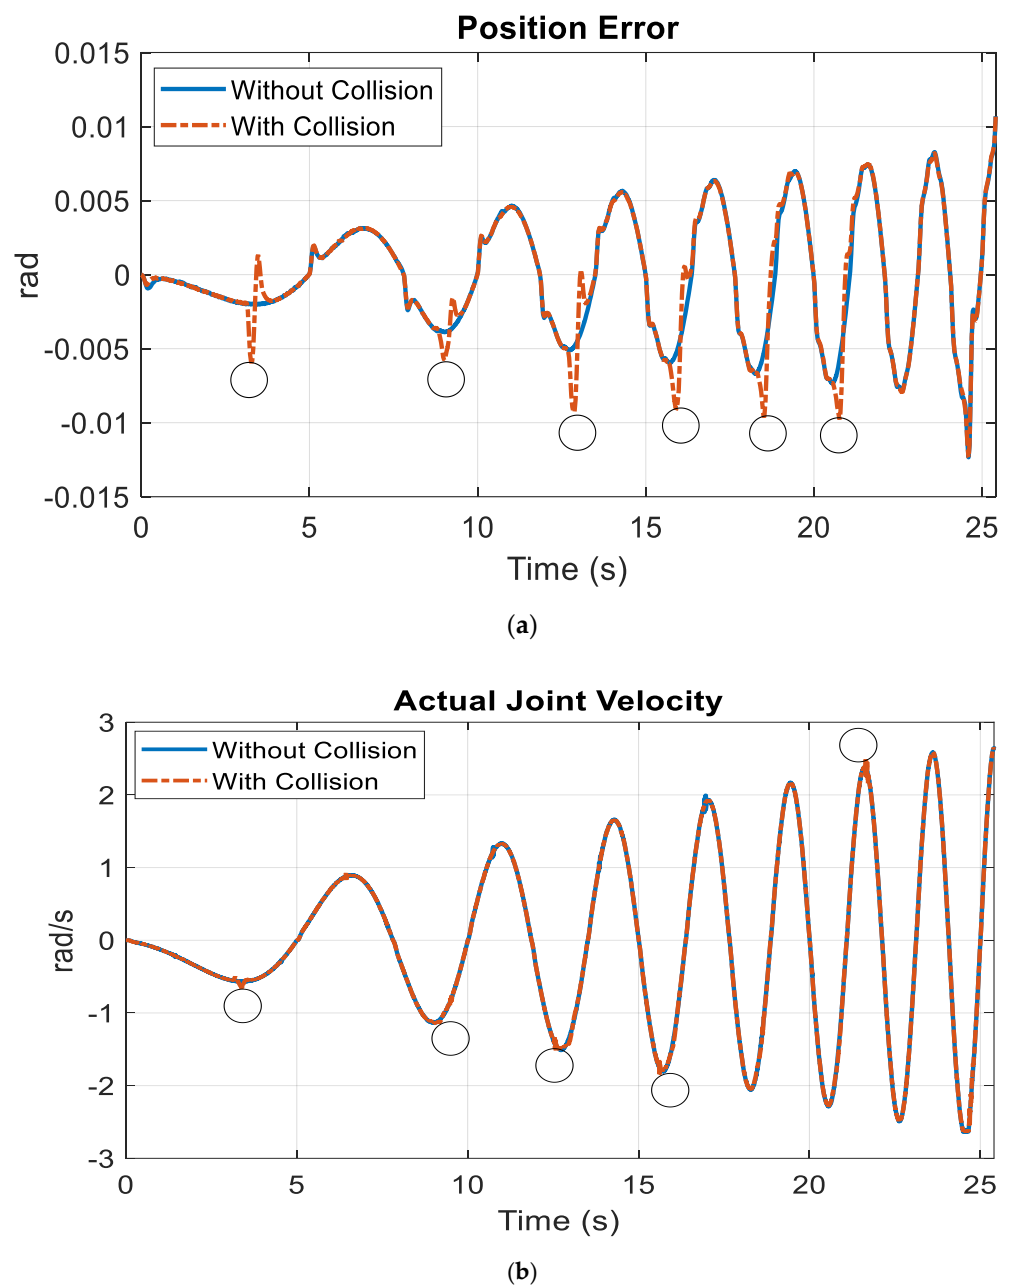 Position Error
0.015
0.01
0.005
0
-0.005
-0.01
-0.015
rad
Without Collision
With Collision
0 5 10 15 20 25
Time (s)
(a)
Actual Joint Velocity
3
2
1
0
-1
-2
-3
rad/s
Without Collision
With Collision
0 5 10 15 20 25
Time (s)
(b)